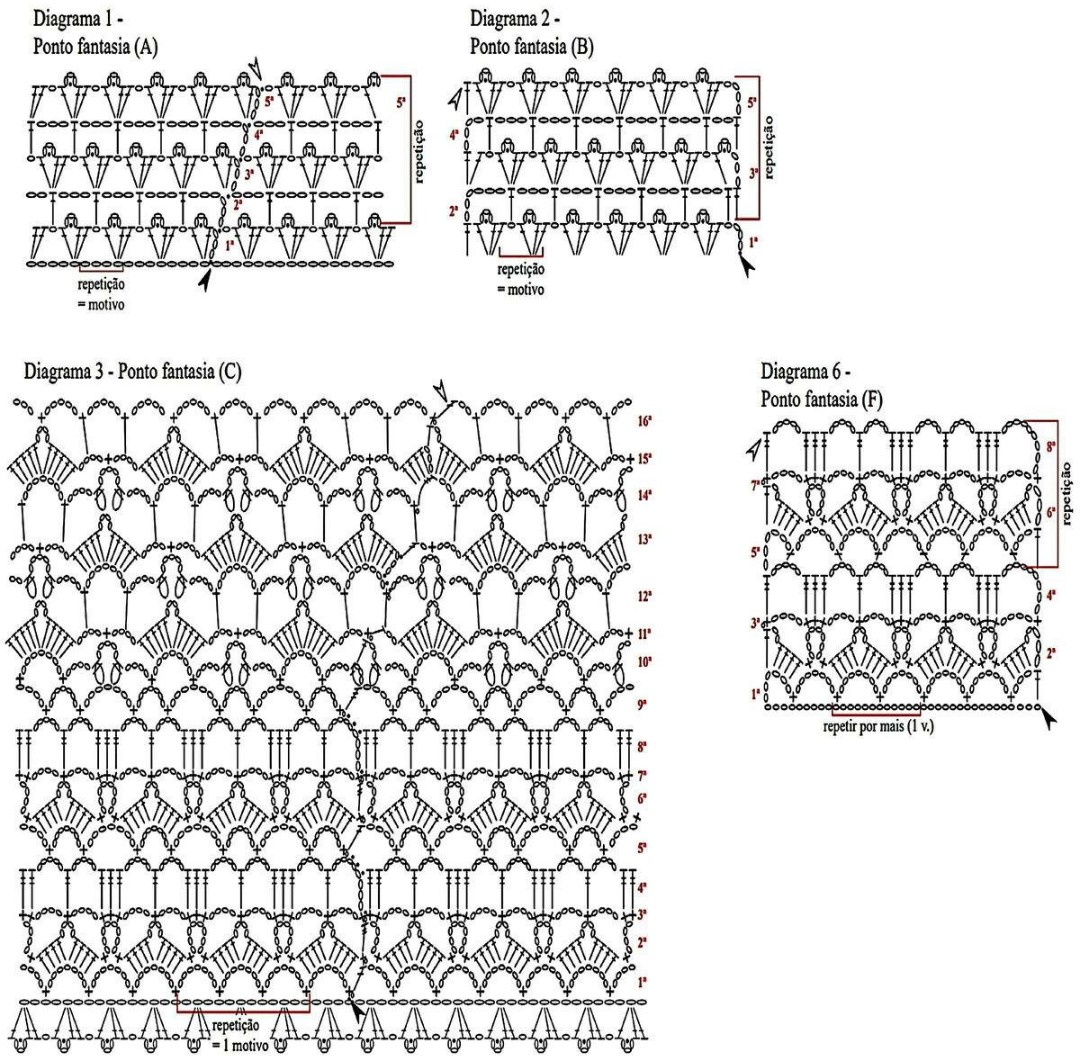 Diagrama 1 -
Ponto fantasia (A)
5ª
4ª
3ª
2ª
1ª
5ª
repetição
repetição
= motivo
Diagrama 2 -
Ponto fantasia (B)
4ª
2ª
5ª
3ª
1ª
repetição
repetição
= motivo
Diagrama 3 - Ponto fantasia (C)
16ª
15ª
14ª
13ª
12ª
11ª
10ª
9ª
8ª
7ª
6ª
5ª
4ª
3ª
2ª
1ª
repetição
= 1 motivo
Diagrama 6 -
Ponto fantasia (F)
8ª
7ª
6ª
5ª
4ª
3ª
2ª
1ª
repetição
repetir por mais (1 v.)